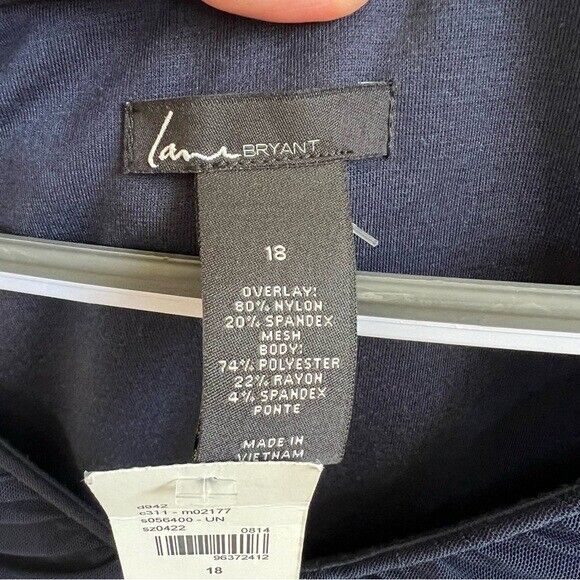 Lane BRYANT
18
OVERLAY:
80% NYLON
20% SPANDEX
MESH
BODY:
74% POLYESTER
22% RAYON
4% SPANDEX
PONTE
MADE IN
VIETNAM
d942
c311 - m02177
s056400 - UN
sz0422 0814
96372412
18